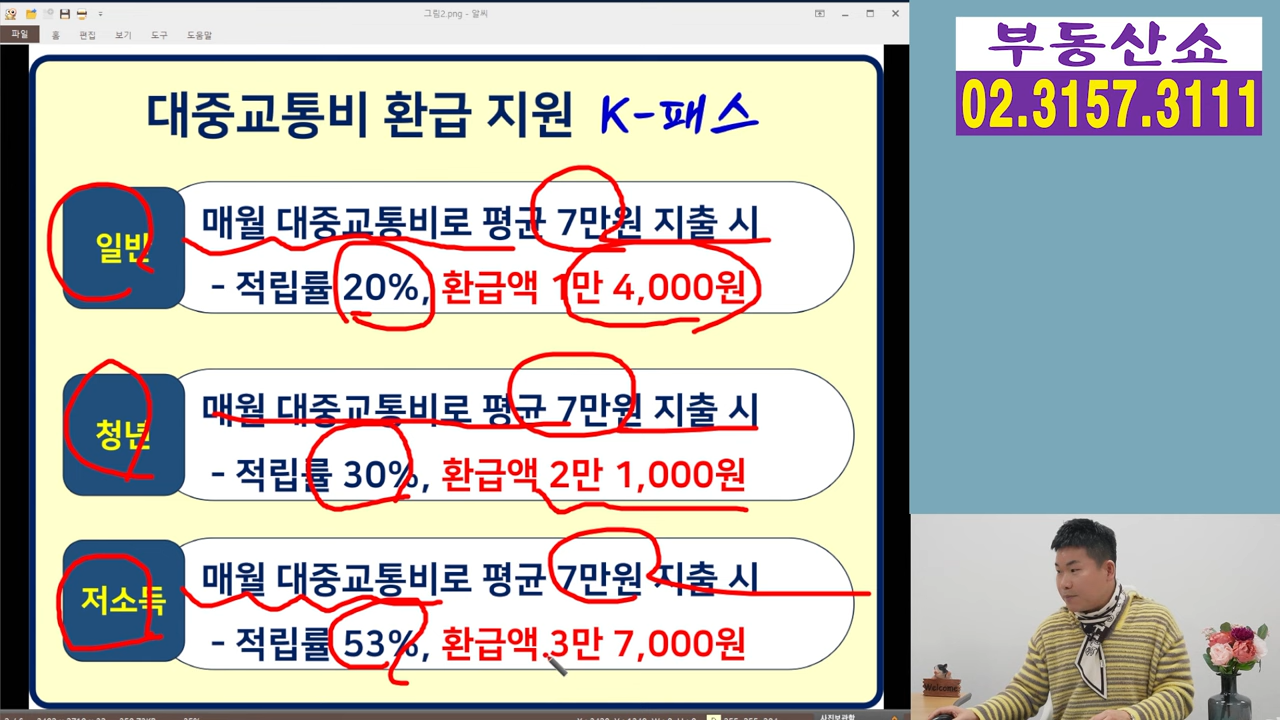 그림2.png - 알씨
파일 홈 편집 보기 도구 도움말
부동산쇼
02.3157.3111
대중교통비 환급 지원 K-패스
일반
매월 대중교통비로 평균 7만원 지출 시
- 적립률 20%, 환급액 1만 4,000원
청년
매월 대중교통비로 평균 7만원 지출 시
- 적립률 30%, 환급액 2만 1,000원
저소득
매월 대중교통비로 평균 7만원 지출 시
- 적립률 53%, 환급액 3만 7,000원
Welcome
사진보관함